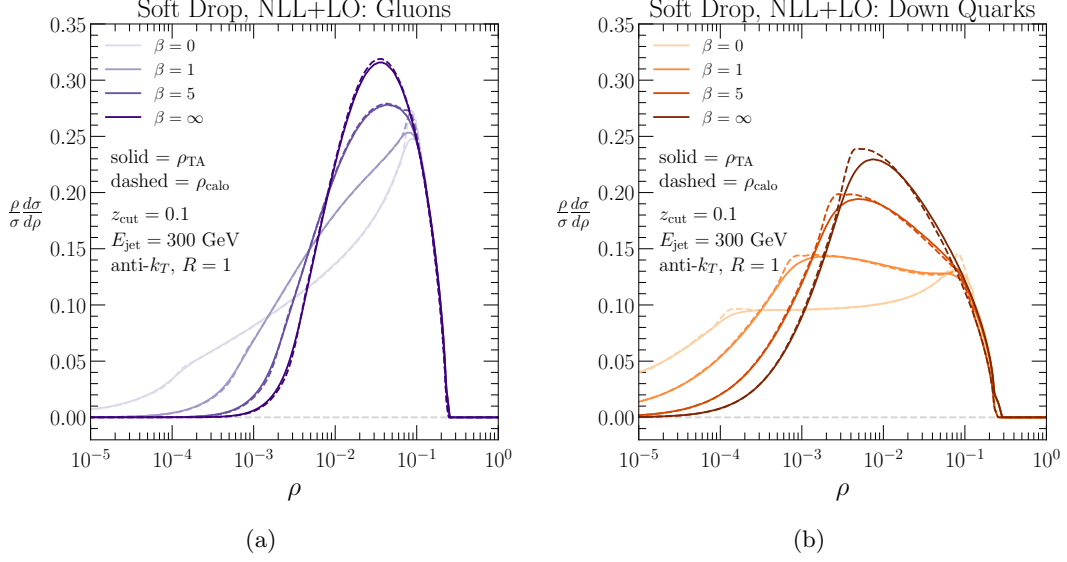 Soft Drop, NLL+LO: Gluons
0.35
0.30
0.25
0.20
0.15
0.10
0.05
0.00
ρ/σ dσ/dρ
β = 0
β = 1
β = 5
β = ∞
solid = ρ_TA
dashed = ρ_calo
z_cut = 0.1
E_jet = 300 GeV
anti-k_T, R = 1
10^−5
10^−4
10^−3
10^−2
10^−1
10^0
ρ
(a)
Soft Drop, NLL+LO: Down Quarks
0.35
0.30
0.25
0.20
0.15
0.10
0.05
0.00
ρ/σ dσ/dρ
β = 0
β = 1
β = 5
β = ∞
solid = ρ_TA
dashed = ρ_calo
z_cut = 0.1
E_jet = 300 GeV
anti-k_T, R = 1
10^−5
10^−4
10^−3
10^−2
10^−1
10^0
ρ
(b)